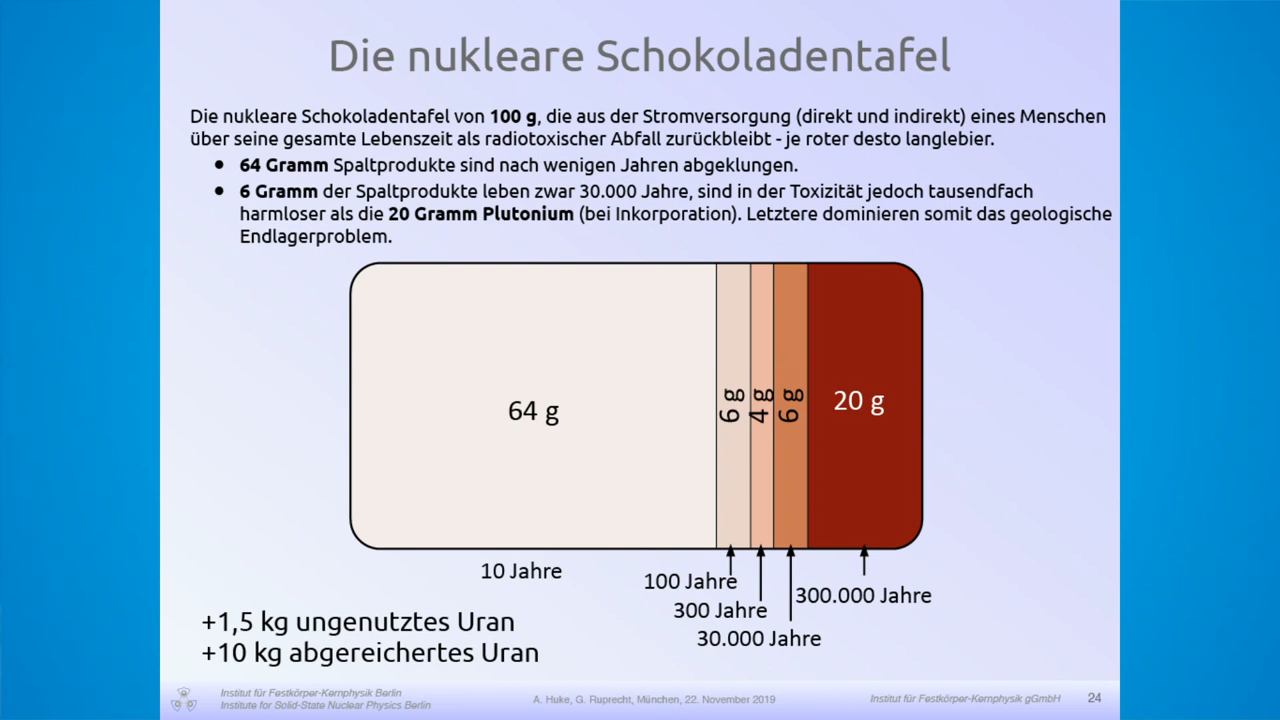 Die nukleare Schokoladentafel
Die nukleare Schokoladentafel von 100 g, die aus der Stromversorgung (direkt und indirekt) eines Menschen
über seine gesamte Lebenszeit als radiotoxischer Abfall zurückbleibt - je roter desto langlebier.
• 64 Gramm Spaltprodukte sind nach wenigen Jahren abgeklungen.
• 6 Gramm der Spaltprodukte leben zwar 30.000 Jahre, sind in der Toxizität jedoch tausendfach
harmloser als die 20 Gramm Plutonium (bei Inkorporation). Letztere dominieren somit das geologische
Endlagerproblem.
64 g
6 g
4 g
6 g
20 g
10 Jahre
100 Jahre
300 Jahre
30.000 Jahre
300.000 Jahre
+1,5 kg ungenutztes Uran
+10 kg abgereichertes Uran
Institut für Festkörper-Kernphysik Berlin
Institute for Solid-State Nuclear Physics Berlin
A. Huke, G. Ruprecht, München, 22. November 2019
Institut für Festkörper-Kernphysik gGmbH
24